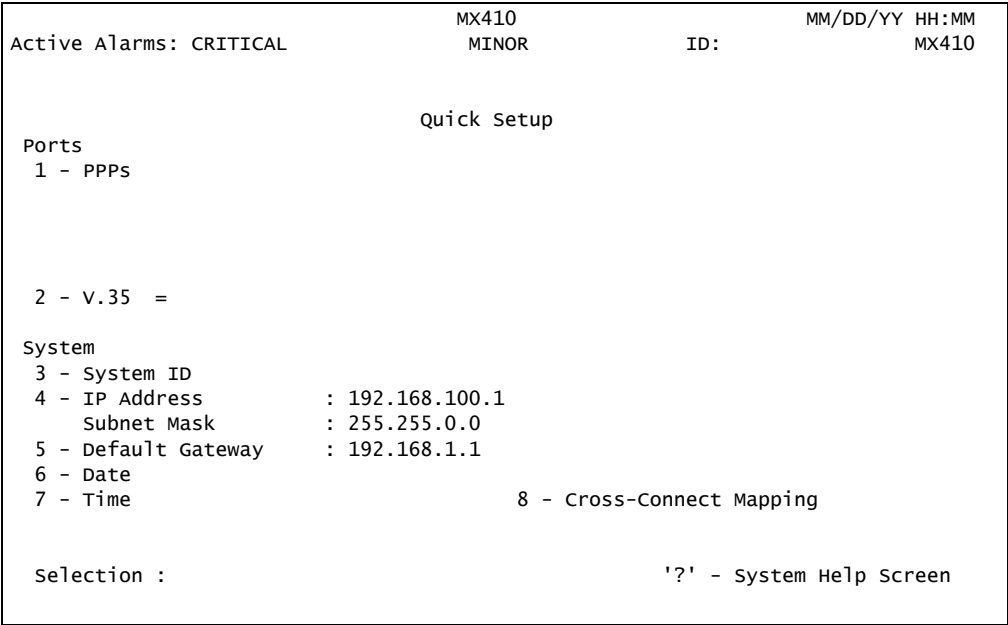 MX410 MM/DD/YY HH:MM
Active Alarms: CRITICAL MINOR ID: MX410
Quick Setup
Ports
1 - PPPs
2 - V.35 =
System
3 - System ID
4 - IP Address : 192.168.100.1
Subnet Mask : 255.255.0.0
5 - Default Gateway : 192.168.1.1
6 - Date
7 - Time 8 - Cross-Connect Mapping
Selection : '?' - System Help Screen